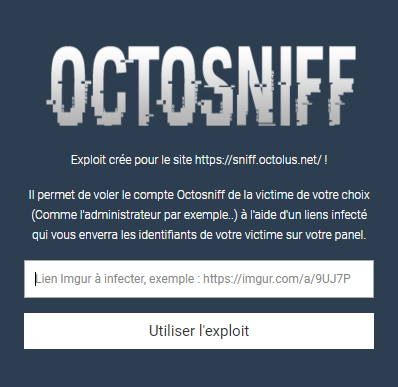 OCTOSNIFF
Exploit crée pour le site https://sniff.octolus.net/ !
Il permet de voler le compte Octosniff de la victime de votre choix
(Comme l'administrateur par exemple..) à l'aide d'un liens infecté
qui vous enverra les identifiants de votre victime sur votre panel.
Lien Imgur à infecter, exemple : https://imgur.com/a/9UJ7P
Utiliser l'exploit